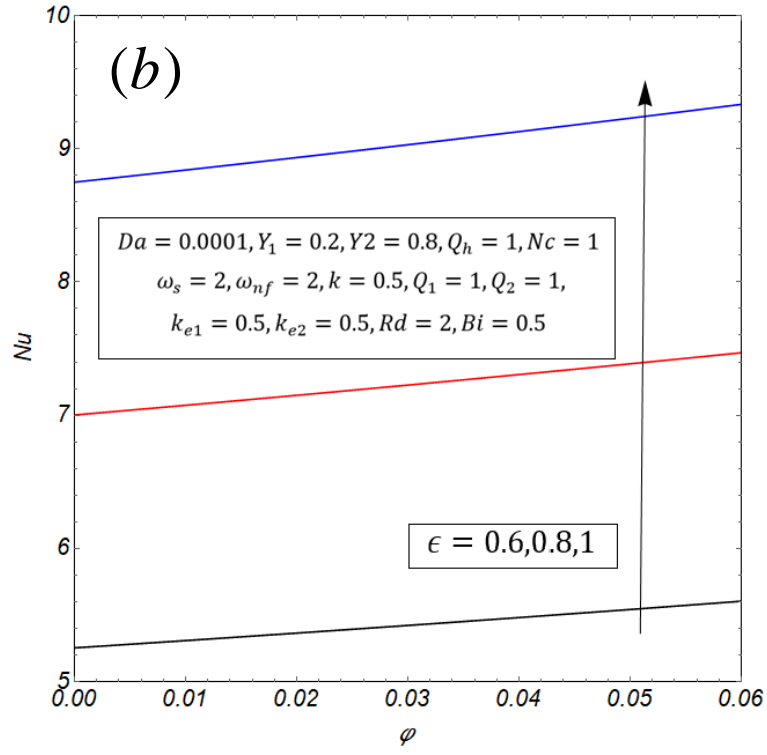 (b)
10
9
8
7
6
5
Nu
Da = 0.0001, Y₁ = 0.2, Y2 = 0.8, Qₕ = 1, Nc = 1
ωₛ = 2, ωₙf = 2, k = 0.5, Q₁ = 1, Q₂ = 1,
kₑ₁ = 0.5, kₑ₂ = 0.5, Rd = 2, Bi = 0.5
ϵ = 0.6,0.8,1
0.00 0.01 0.02 0.03 0.04 0.05 0.06
φ